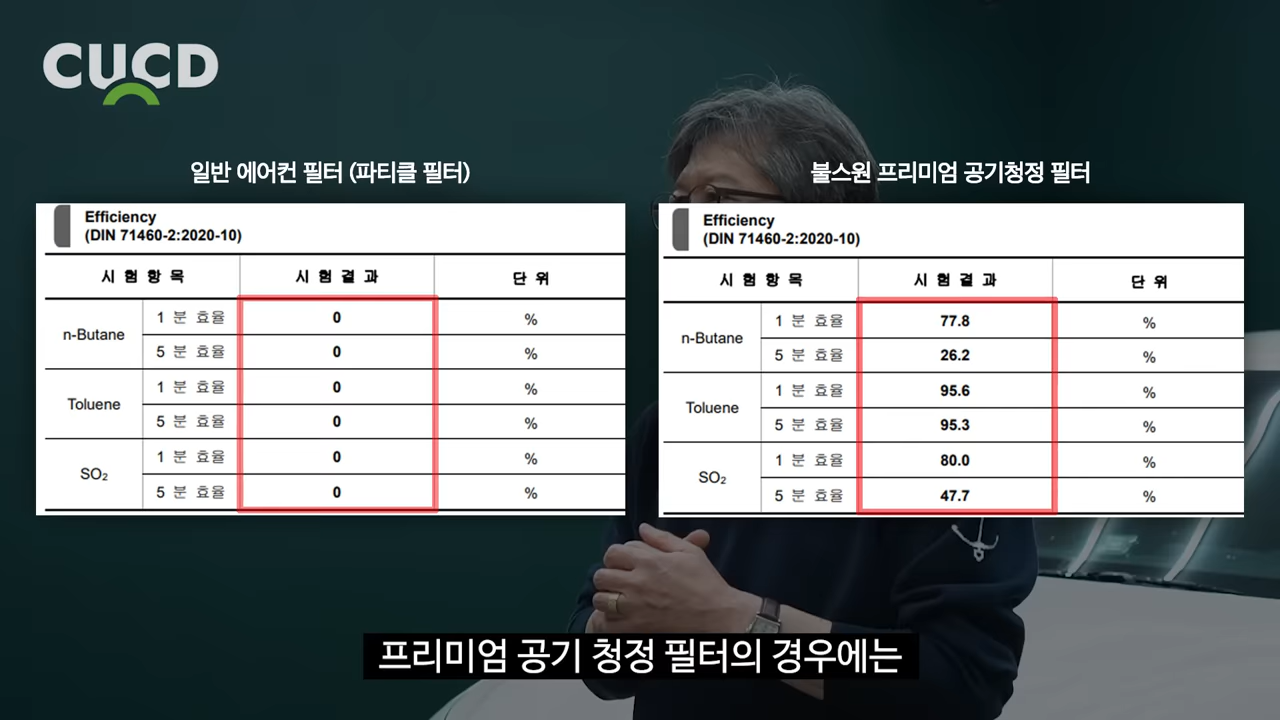 CUCD
일반 에어컨 필터 (파티클 필터)
Efficiency
(DIN 71460-2:2020-10)
시 험 항 목 시 험 결 과 단 위
n-Butane 1 분 효율 0 %
5 분 효율 0 %
Toluene 1 분 효율 0 %
5 분 효율 0 %
SO₂ 1 분 효율 0 %
5 분 효율 0 %
불스원 프리미엄 공기청정 필터
Efficiency
(DIN 71460-2:2020-10)
시 험 항 목 시 험 결 과 단 위
n-Butane 1 분 효율 77.8 %
5 분 효율 26.2 %
Toluene 1 분 효율 95.6 %
5 분 효율 95.3 %
SO₂ 1 분 효율 80.0 %
5 분 효율 47.7 %
프리미엄 공기 청정 필터의 경우에는